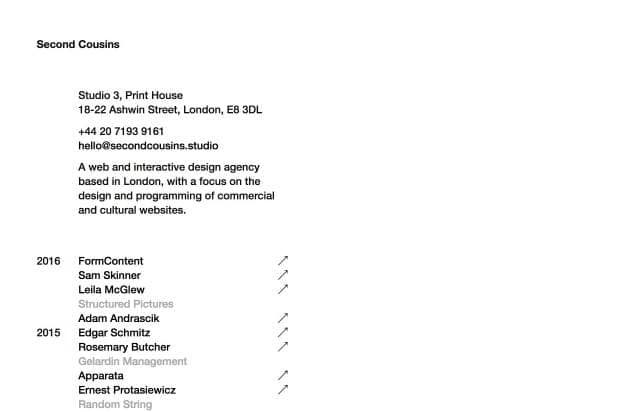 Second Cousins
Studio 3, Print House
18-22 Ashwin Street, London, E8 3DL
+44 20 7193 9161
hello@secondcousins.studio
A web and interactive design agency
based in London, with a focus on the
design and programming of commercial
and cultural websites.
2016 FormContent ↗
Sam Skinner ↗
Leila McGlew ↗
Structured Pictures
Adam Andrascik ↗
2015 Edgar Schmitz ↗
Rosemary Butcher ↗
Gelardin Management
Apparata ↗
Ernest Protasiewicz ↗
Random String